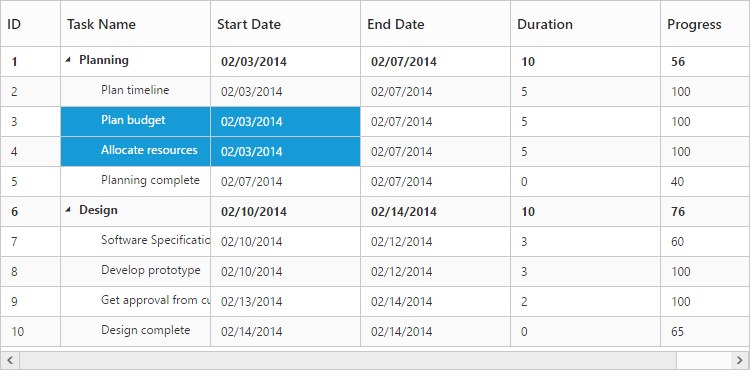 ID Task Name Start Date End Date Duration Progress
1 Planning 02/03/2014 02/07/2014 10 56
2 Plan timeline 02/03/2014 02/07/2014 5 100
3 Plan budget 02/03/2014 02/07/2014 5 100
4 Allocate resources 02/03/2014 02/07/2014 5 100
5 Planning complete 02/07/2014 02/07/2014 0 40
6 Design 02/10/2014 02/14/2014 10 76
7 Software Specificatio 02/10/2014 02/12/2014 3 60
8 Develop prototype 02/10/2014 02/12/2014 3 100
9 Get approval from cu 02/13/2014 02/14/2014 2 100
10 Design complete 02/14/2014 02/14/2014 0 65